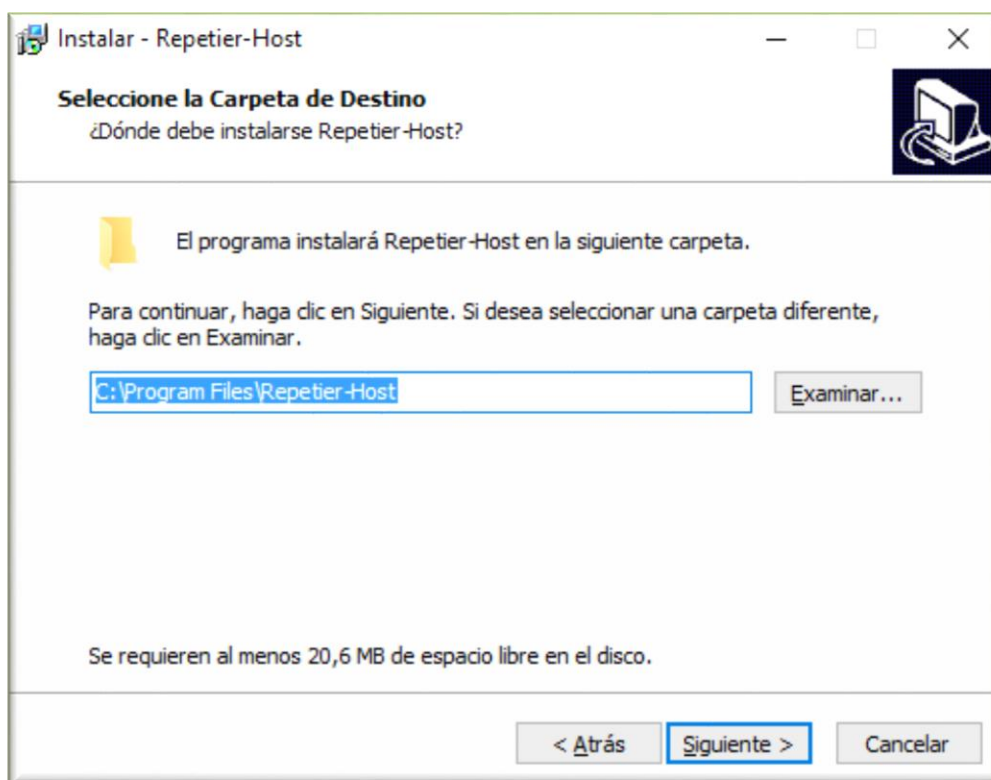 Instalar - Repetier-Host
Seleccione la Carpeta de Destino
¿Dónde debe instalarse Repetier-Host?
El programa instalará Repetier-Host en la siguiente carpeta.
Para continuar, haga clic en Siguiente. Si desea seleccionar una carpeta diferente,
haga clic en Examinar.
C:\Program Files\Repetier-Host
Examinar...
Se requieren al menos 20,6 MB de espacio libre en el disco.
< Atrás
Siguiente >
Cancelar